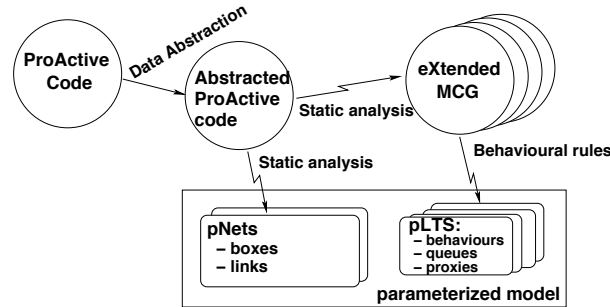 ProActive
Code
Data Abstraction
Abstracted
ProActive
code
Static analysis
eXtended
MCG
Static analysis
Behavioural rules
pNets
– boxes
– links
pLTS:
– behaviours
– queues
– proxies
parameterized model